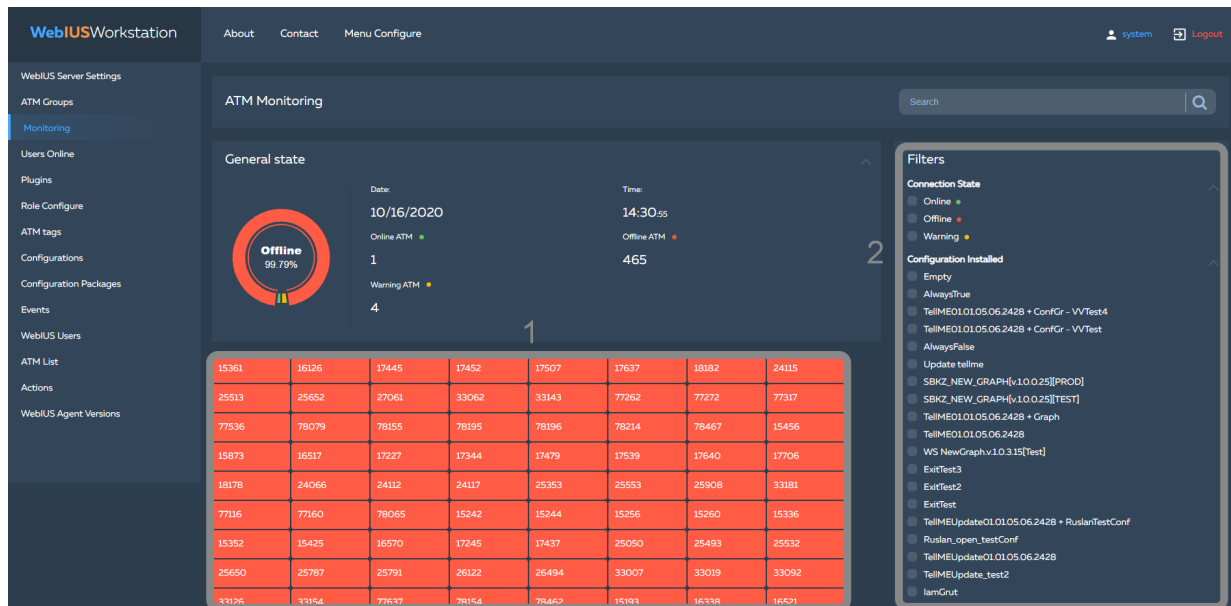 WebIUSWorkstation
About Contact Menu Configure
system Logout
WebIUS Server Settings
ATM Groups
Monitoring
Users Online
Plugins
Role Configure
ATM tags
Configurations
Configuration Packages
Events
WebIUS Users
ATM List
Actions
WebIUS Agent Versions
ATM Monitoring
Search
General state
Offline
99.79%
Date:
10/16/2020
Time:
14:30:55
Online ATM
1
Offline ATM
465
Warning ATM
4
1
15361 16126 17445 17452 17507 17637 18182 24115
25513 25652 27061 33062 33143 77262 77272 77317
77536 78079 78155 78195 78196 78214 78467 15456
15873 16517 17227 17344 17479 17539 17640 17706
18178 24066 24112 24117 25353 25553 25908 33181
77116 77160 78065 15242 15244 15256 15260 15336
15352 15425 16570 17245 17437 25050 25493 25532
25650 25787 25791 26122 26494 33007 33019 33092
33126 33154 77637 78154 78462 15193 16338 16521
2
Filters
Connection State
Online
Offline
Warning
Configuration Installed
Empty
AlwaysTrue
TellME01.01.05.06.2428 + ConfGr - VVTest4
TellME01.01.05.06.2428 + ConfGr - VVTest
AlwaysFalse
Update tellme
SBKZ_NEW_GRAPH[v.1.0.0.25][PROD]
SBKZ_NEW_GRAPH[v.1.0.0.25][TEST]
TellME01.01.05.06.2428 + Graph
TellME01.01.05.06.2428
WS NewGraph.v.1.0.3.15[Test]
ExitTest3
ExitTest2
ExitTest
TellMEUpdate01.01.05.06.2428 + RuslanTestConf
Ruslan_open_testConf
TellMEUpdate01.01.05.06.2428
TellMEUpdate_test2
IamGrut